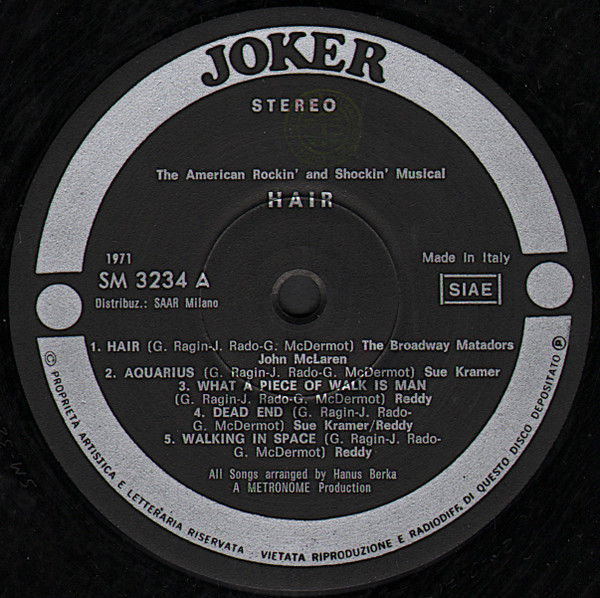 JOKER
STEREO
The American Rockin' and Shockin' Musical
HAIR
1971
SM 3234 A
Distribuz.: SAAR Milano
Made in Italy
SIAE
1. HAIR (G. Ragin-J. Rado-G. McDermot) The Broadway Matadors
John McLaren
2. AQUARIUS (G. Ragin-J. Rado-G. McDermot) Sue Kramer
3. WHAT A PIECE OF WALK IS MAN
(G. Ragin-J. Rado-G. McDermot) Reddy
4. DEAD END (G. Ragin-J. Rado-
G. McDermot) Sue Kramer/Reddy
5. WALKING IN SPACE (G. Ragin-J. Rado-
G. McDermot) Reddy
All Songs arranged by Hanus Berka
A METRONOME Production
© PROPRIETÀ ARTISTICA E LETTERARIA RISERVATA - VIETATA RIPRODUZIONE E RADIODIFF. DI QUESTO DISCO DEPOSITATO ℗